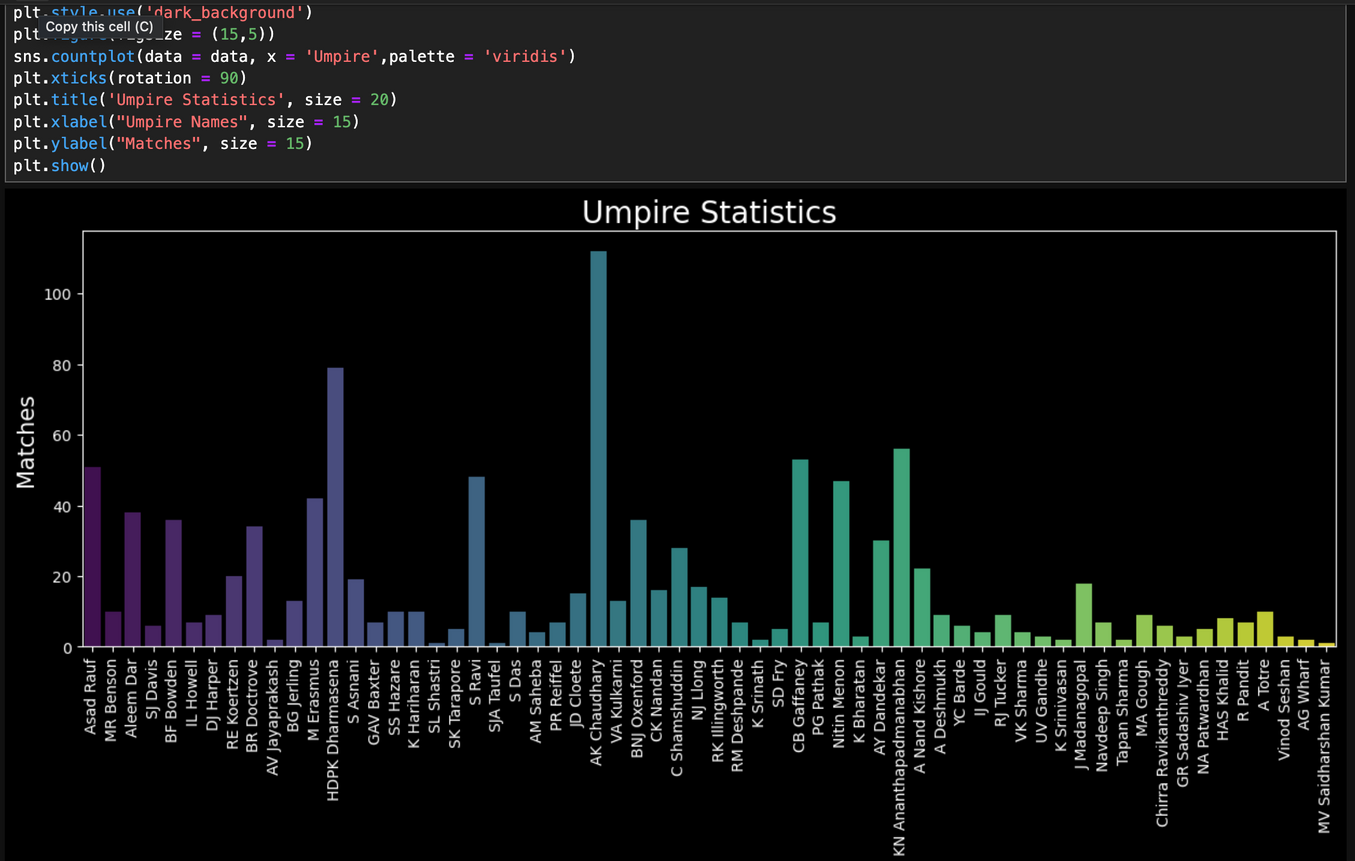 plt.style.use('dark_background')
Copy this cell (C)
size = (15,5))
sns.countplot(data = data, x = 'Umpire',palette = 'viridis')
plt.xticks(rotation = 90)
plt.title('Umpire Statistics', size = 20)
plt.xlabel("Umpire Names", size = 15)
plt.ylabel("Matches", size = 15)
plt.show()
Umpire Statistics
Matches
100
80
60
40
20
0
Asad Rauf
MR Benson
Aleem Dar
SJ Davis
BF Bowden
IL Howell
DJ Harper
RE Koertzen
BR Doctrove
AV Jayaprakash
BG Jerling
M Erasmus
HDPK Dharmasena
S Asnani
GAV Baxter
SS Hazare
K Hariharan
SL Shastri
SK Tarapore
S Ravi
SJA Taufel
S Das
AM Saheba
PR Reiffel
JD Cloete
AK Chaudhary
VA Kulkarni
BNJ Oxenford
CK Nandan
C Shamshuddin
NJ Llong
RK Illingworth
RM Deshpande
K Srinath
SD Fry
CB Gaffaney
PG Pathak
Nitin Menon
K Bharatan
AY Dandekar
KN Ananthapadmanabhan
A Nand Kishore
A Deshmukh
YC Barde
IJ Gould
RJ Tucker
VK Sharma
UV Gandhe
K Srinivasan
J Madanagopal
Navdeep Singh
Tapan Sharma
MA Gough
Chirra Ravikanthreddy
GR Sadashiv Iyer
NA Patwardhan
HAS Khalid
R Pandit
A Totre
Vinod Seshan
AG Wharf
MV Saidharshan Kumar